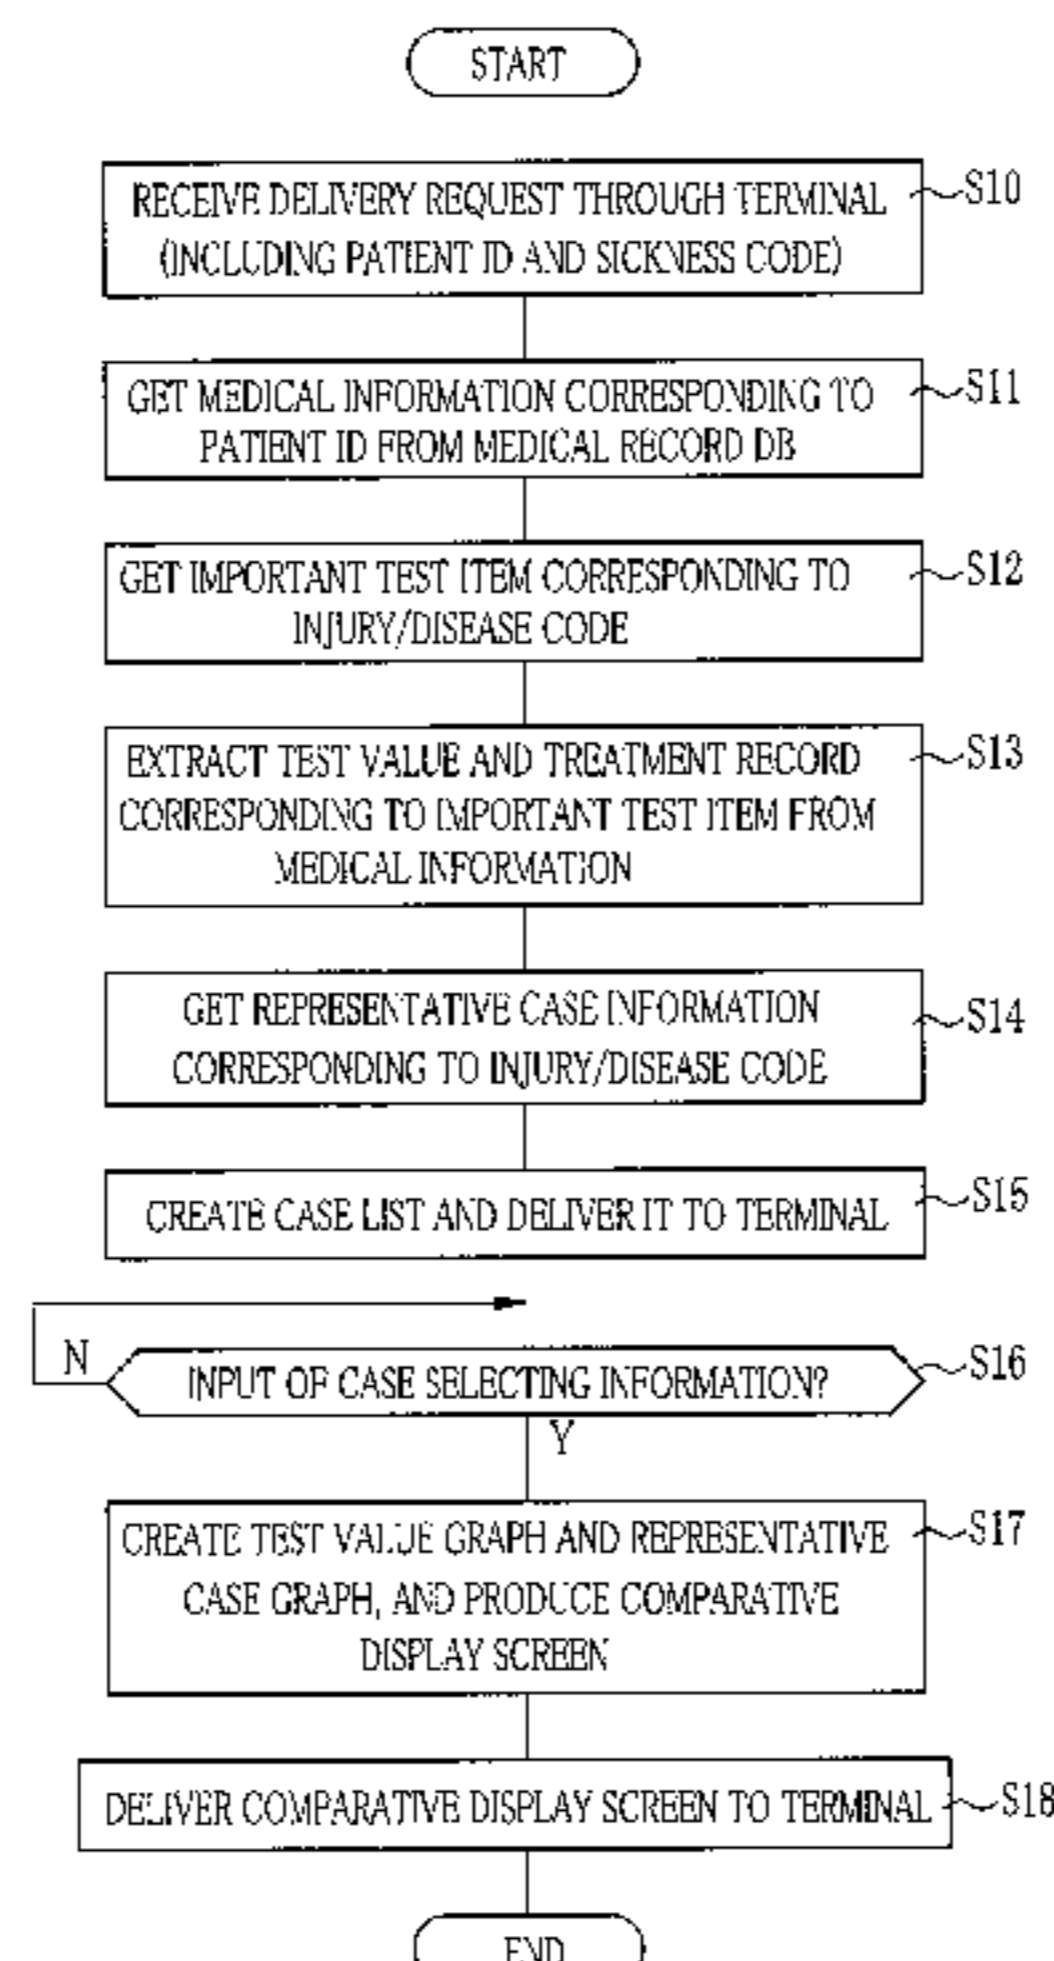 START
RECEIVE DELIVERY REQUEST THROUGH TERMINAL
(INCLUDING PATIENT ID AND SICKNESS CODE)
S10
GET MEDICAL INFORMATION CORRESPONDING TO
PATIENT ID FROM MEDICAL RECORD DB
S11
GET IMPORTANT TEST ITEM CORRESPONDING TO
INJURY/DISEASE CODE
S12
EXTRACT TEST VALUE AND TREATMENT RECORD
CORRESPONDING TO IMPORTANT TEST ITEM FROM
MEDICAL INFORMATION
S13
GET REPRESENTATIVE CASE INFORMATION
CORRESPONDING TO INJURY/DISEASE CODE
S14
CREATE CASE LIST AND DELIVER IT TO TERMINAL
S15
N
INPUT OF CASE SELECTING INFORMATION?
S16
Y
CREATE TEST VALUE GRAPH AND REPRESENTATIVE
CASE GRAPH, AND PRODUCE COMPARATIVE
DISPLAY SCREEN
S17
DELIVER COMPARATIVE DISPLAY SCREEN TO TERMINAL
S18
END